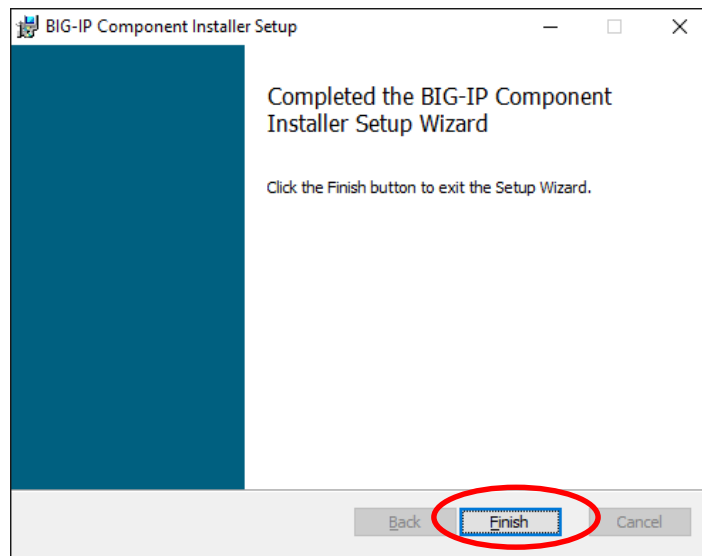 BIG-IP Component Installer Setup
Completed the BIG-IP Component
Installer Setup Wizard
Click the Finish button to exit the Setup Wizard.
Back Finish Cancel